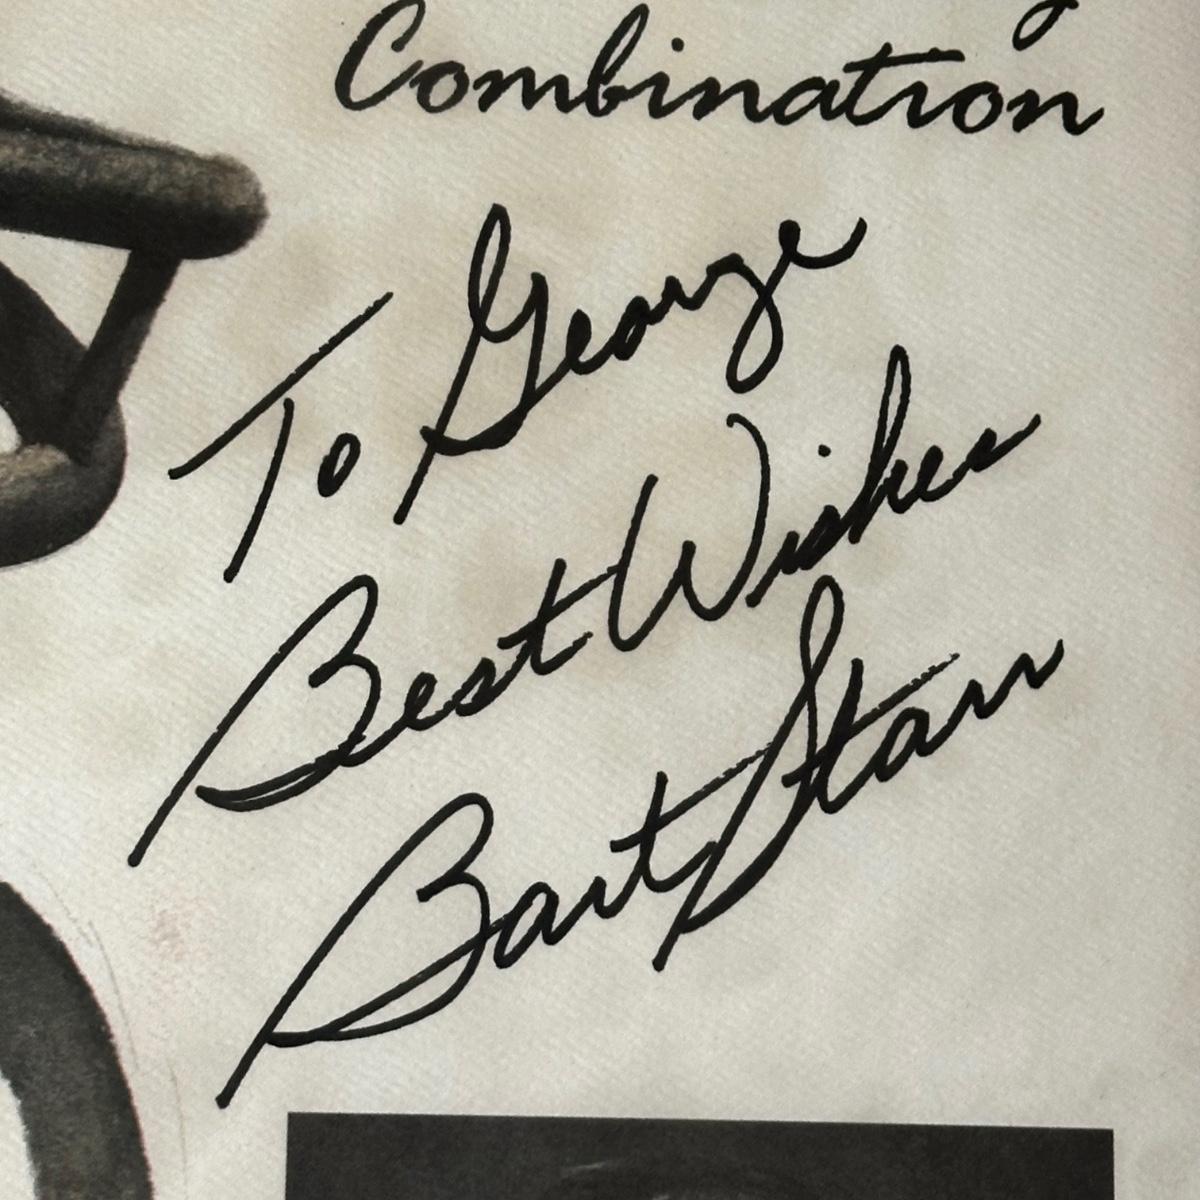 Combination
To George
Best Wishes
Bart Starr